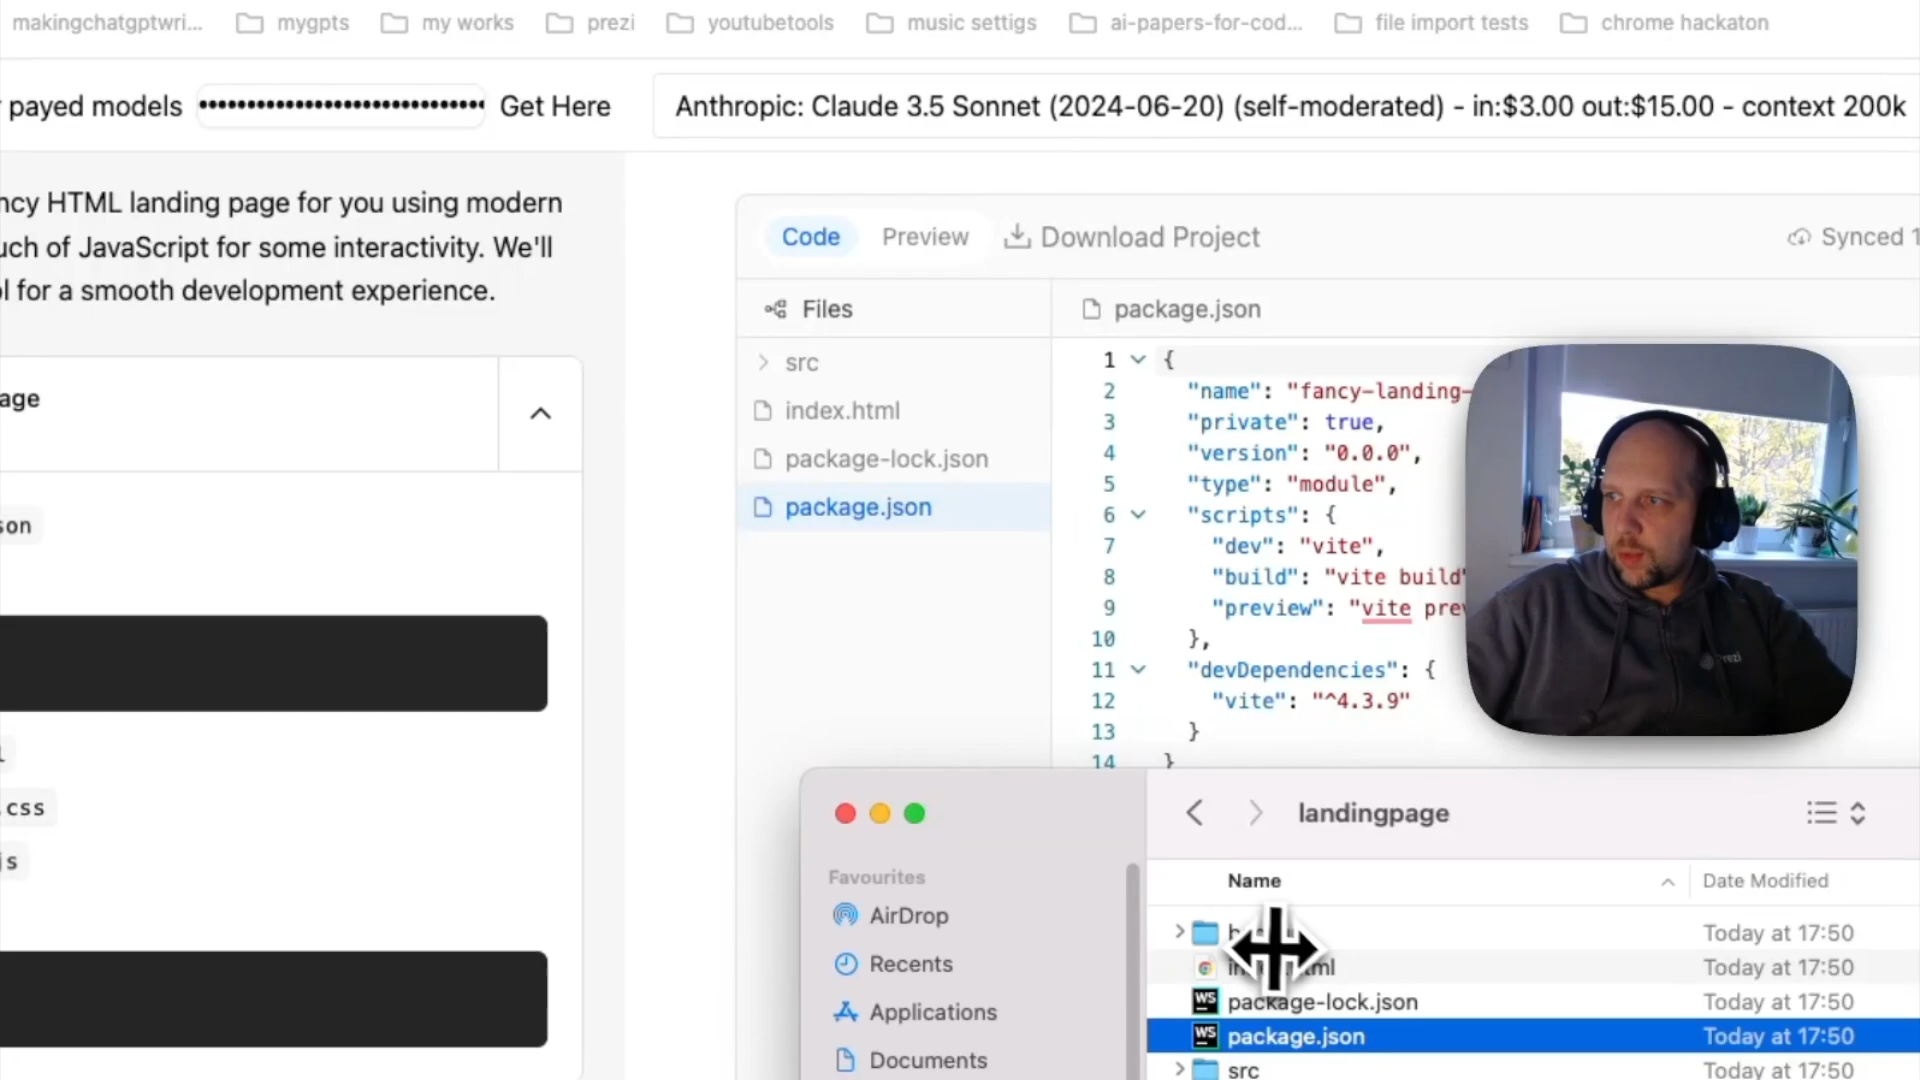 makingchatgptwri...
mygpts
my works
prezi
youtubetools
music settigs
ai-papers-for-cod...
file import tests
chrome hackaton
payed models
••••••••••••••••••••••••••••
Get Here
Anthropic: Claude 3.5 Sonnet (2024-06-20) (self-moderated) - in:$3.00 out:$15.00 - context 200k
ncy HTML landing page for you using modern
uch of JavaScript for some interactivity. We'll
l for a smooth development experience.
age
son
.css
js
Code
Preview
Download Project
Synced 1
Files
package.json
src
index.html
package-lock.json
package.json
1 {
2 "name": "fancy-landing-
3 "private": true,
4 "version": "0.0.0",
5 "type": "module",
6 "scripts": {
7 "dev": "vite",
8 "build": "vite build"
9 "preview": "vite prev
10 },
11 "devDependencies": {
12 "vite": "^4.3.9"
13 }
14 }
Prezi
landingpage
Favourites
AirDrop
Recents
Applications
Documents
Name
Date Modified
Today at 17:50
Today at 17:50
WS package-lock.json Today at 17:50
WS package.json Today at 17:50
src Today at 17:50